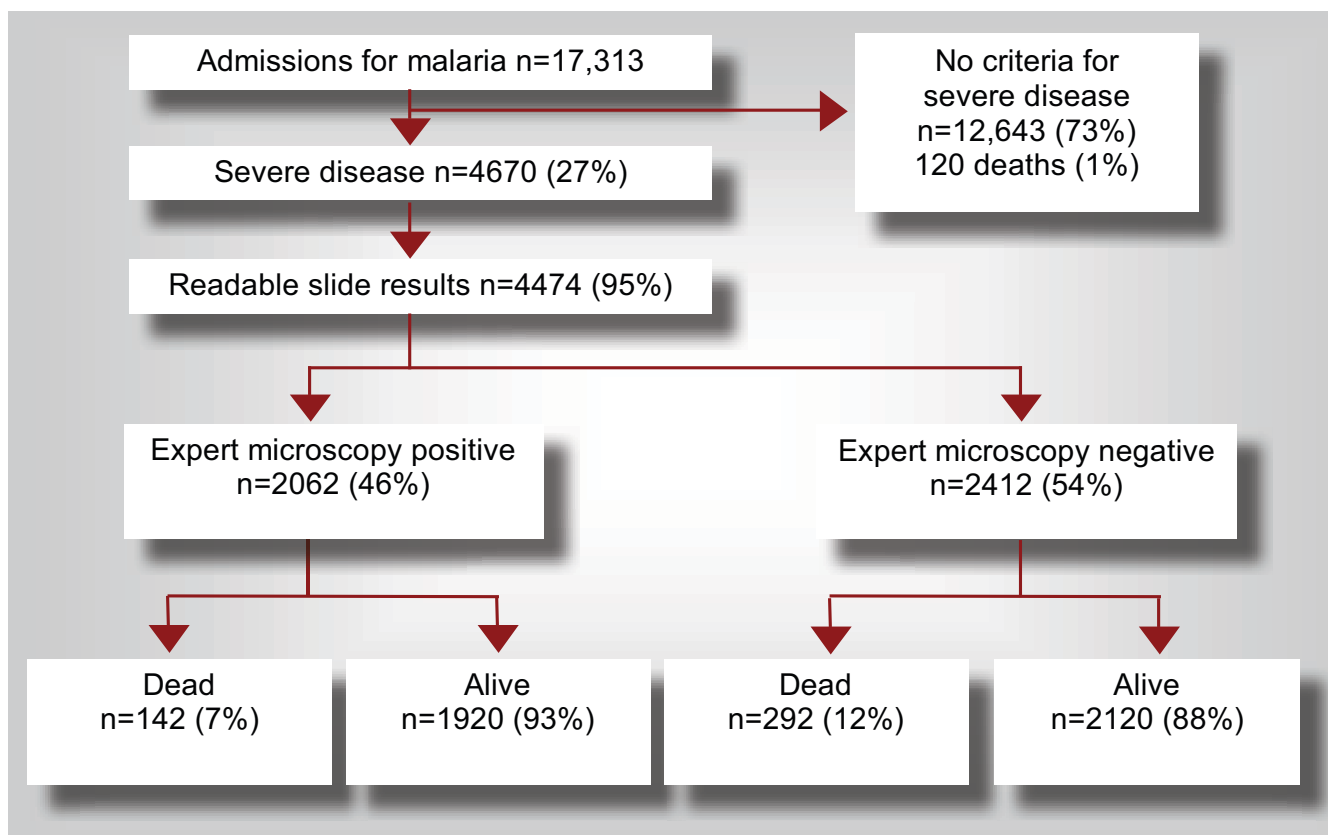 Admissions for malaria n=17,313
No criteria for
severe disease
n=12,643 (73%)
120 deaths (1%)
Severe disease n=4670 (27%)
Readable slide results n=4474 (95%)
Expert microscopy positive
n=2062 (46%)
Expert microscopy negative
n=2412 (54%)
Dead
n=142 (7%)
Alive
n=1920 (93%)
Dead
n=292 (12%)
Alive
n=2120 (88%)